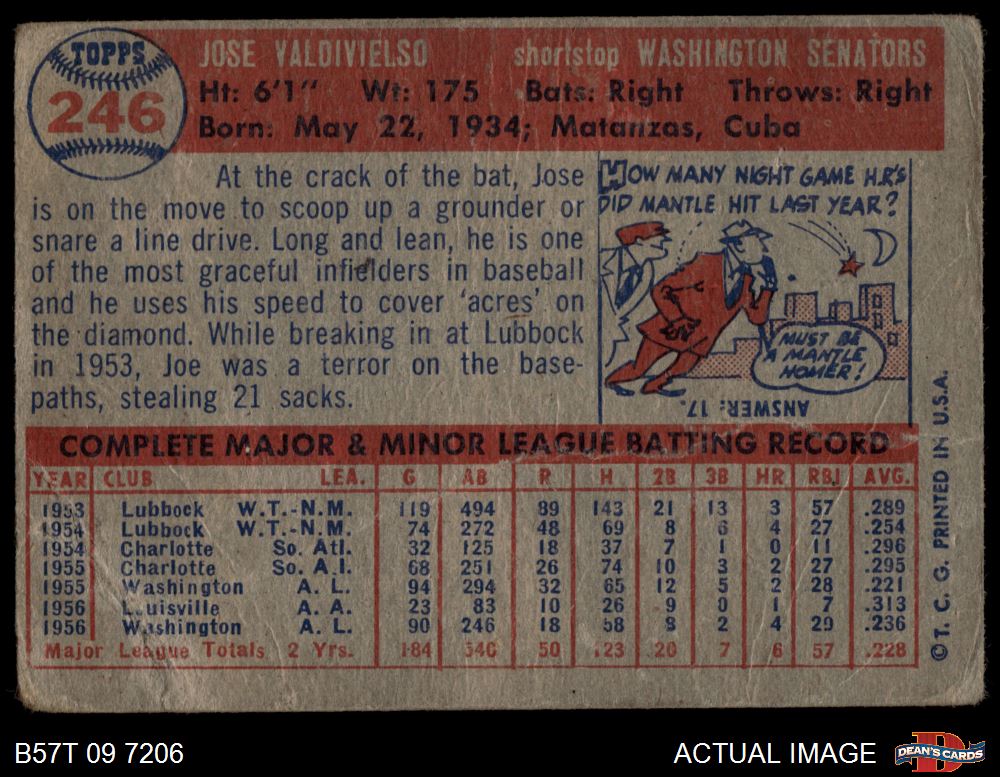 TOPPS
246
JOSE VALDIVIELSO shortstop WASHINGTON SENATORS
Ht: 6'1" Wt: 175 Bats: Right Throws: Right
Born: May 22, 1934; Matanzas, Cuba
At the crack of the bat, Jose
is on the move to scoop up a grounder or
snare a line drive. Long and lean, he is one
of the most graceful infielders in baseball
and he uses his speed to cover 'acres' on
the diamond. While breaking in at Lubbock
in 1953, Joe was a terror on the base-
paths, stealing 21 sacks.
HOW MANY NIGHT GAME H.R'S
DID MANTLE HIT LAST YEAR?
MUST BE
A MANTLE
HOMER!
ANSWER: 17.
COMPLETE MAJOR & MINOR LEAGUE BATTING RECORD
YEAR CLUB LEA. G AB R H 2B 3B HR RBI AVG.
1953 Lubbock W.T.-N.M. 119 494 89 143 21 13 3 57 .289
1954 Lubbock W.T.-N.M. 74 272 48 69 8 6 4 27 .254
1954 Charlotte So. Atl. 32 125 18 37 7 1 0 11 .296
1955 Charlotte So. A.l. 68 251 26 74 10 3 2 27 .295
1955 Washington A. L. 94 294 32 65 12 5 2 28 .221
1956 Louisville A. A. 23 83 10 26 9 0 1 7 .313
1956 Washington A. L. 90 246 18 58 8 2 4 29 .236
Major League Totals 2 Yrs. 184 540 50 123 20 7 6 57 .228
© T. C. G. PRINTED IN U.S.A.
B57T 09 7206 ACTUAL IMAGE
DEAN'S CARDS